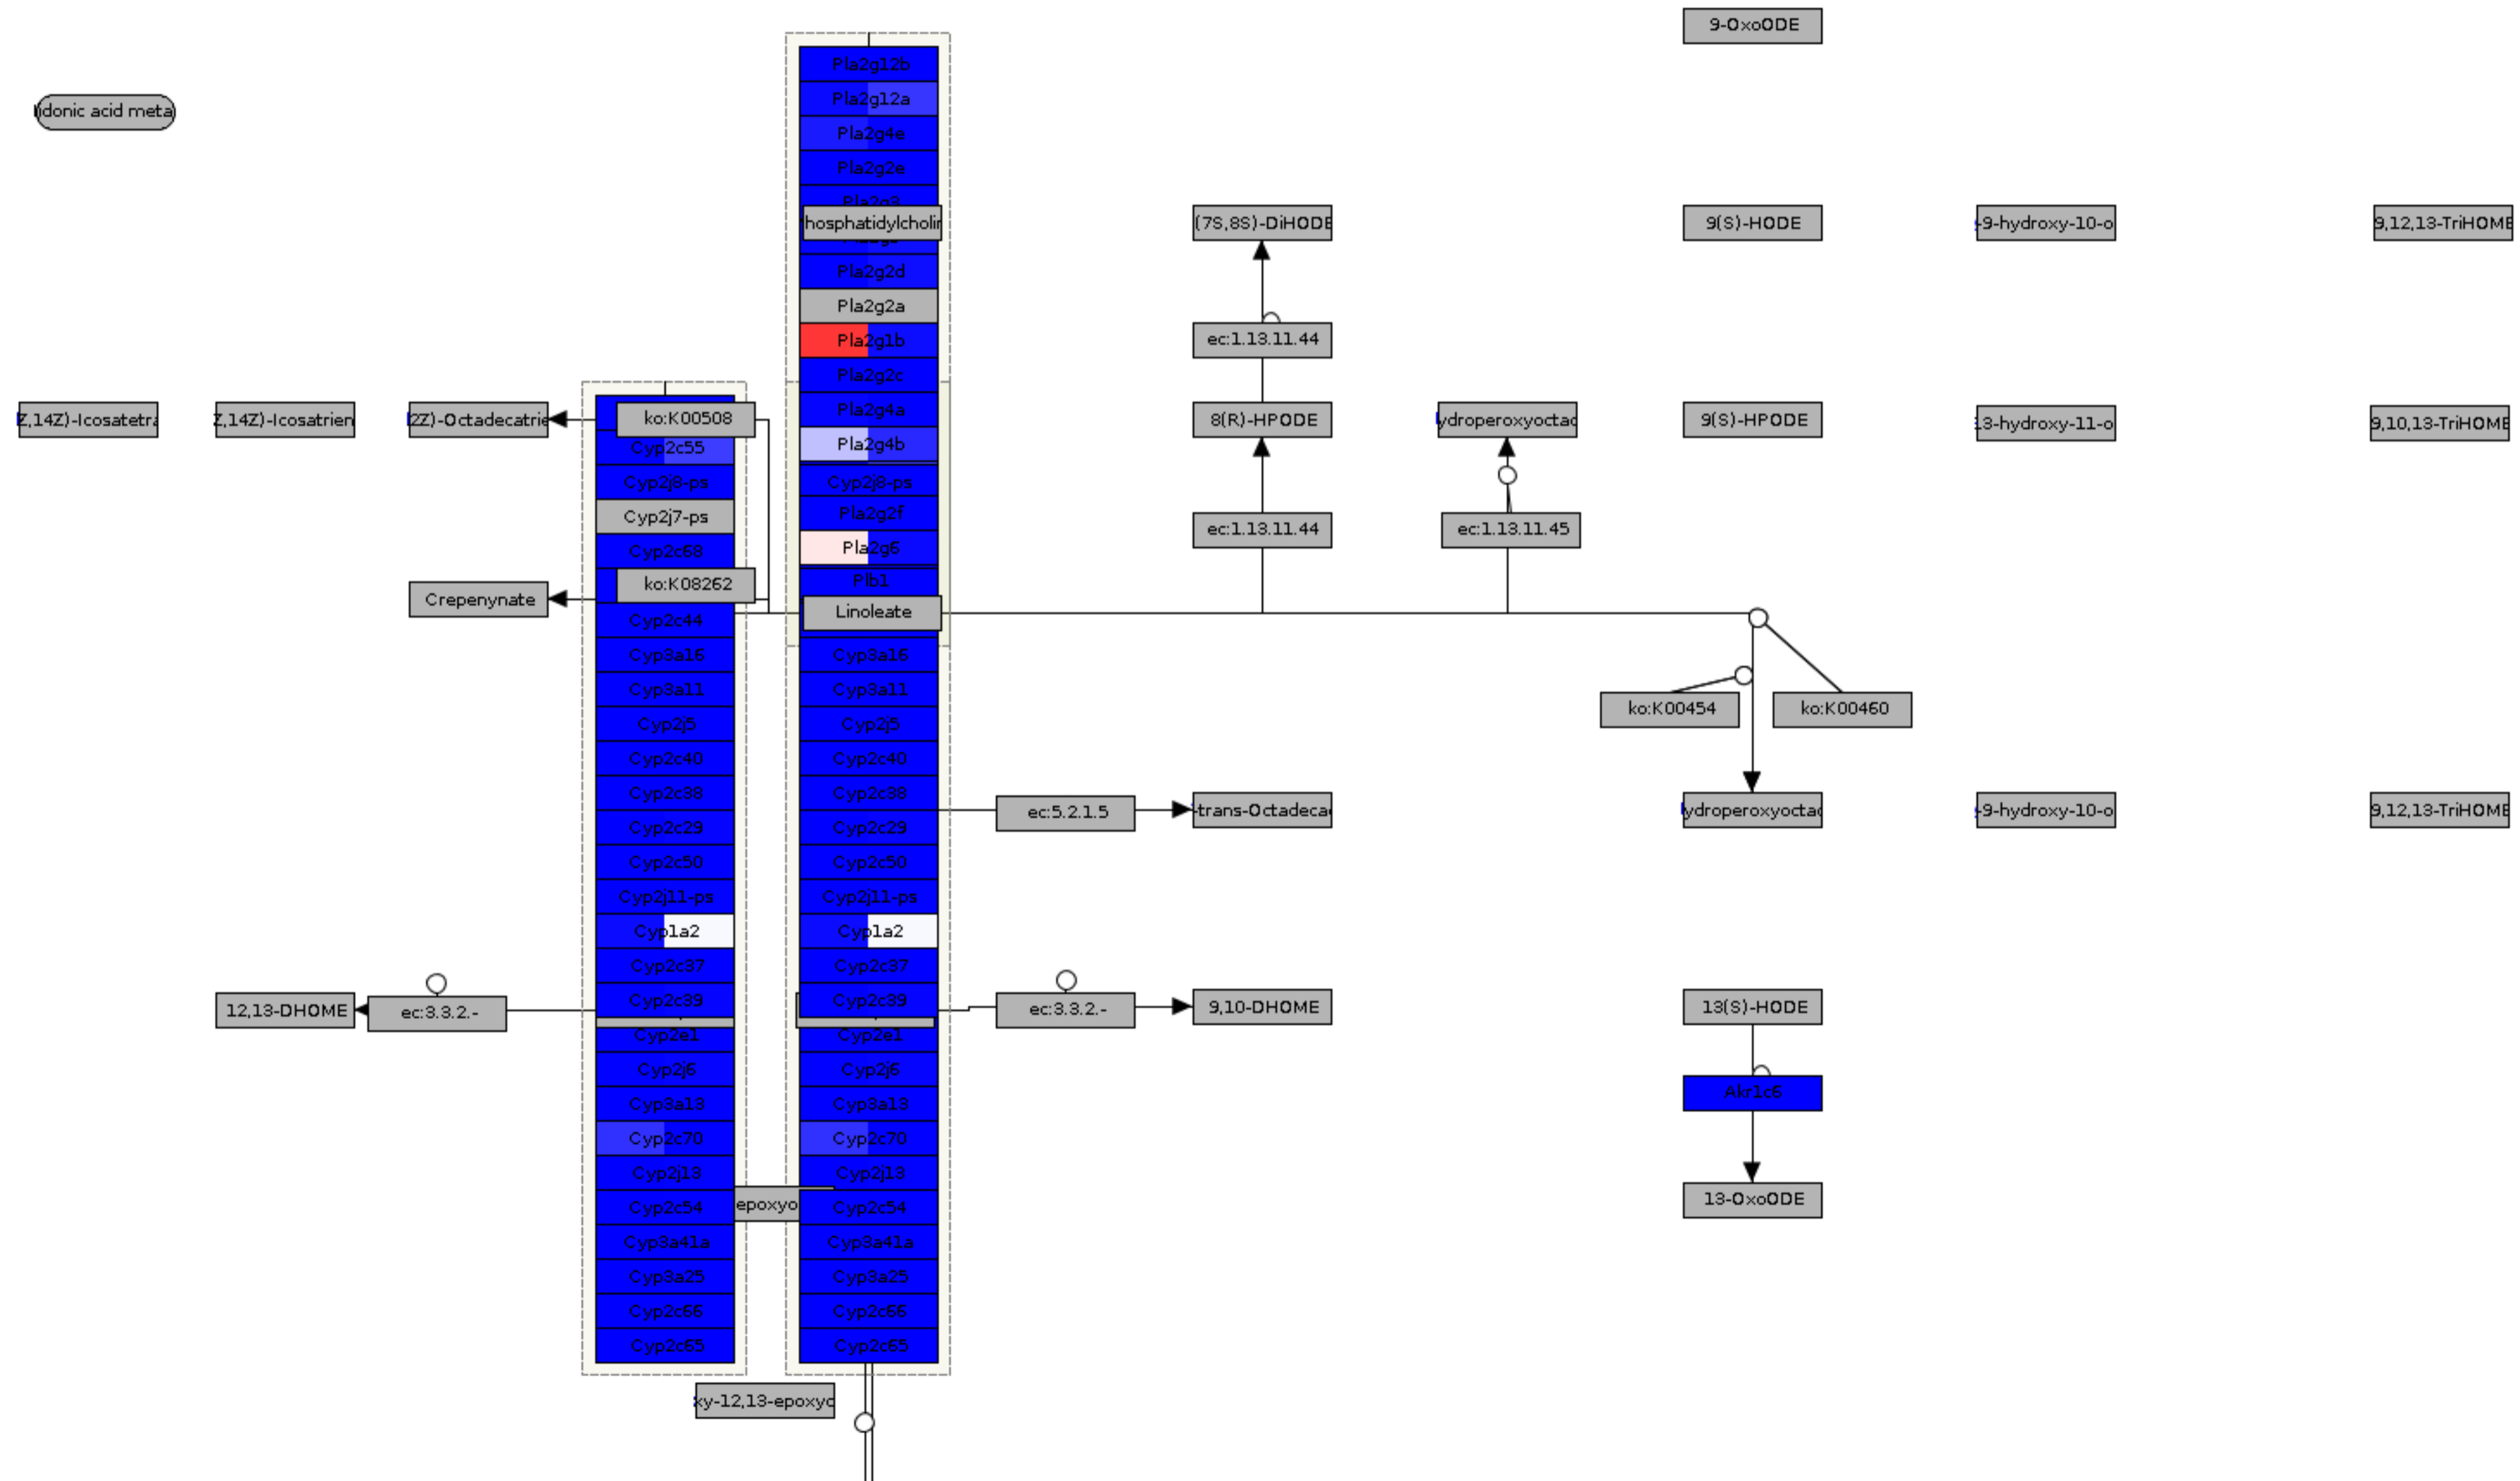 9-OxoODE
idonic acid meta
Pla2g12b
Pla2g12a
Pla2g4e
Pla2g2e
Pla2g3
hosphatidylcholin
Pla2g2d
Pla2g2a
Pla2g1b
Pla2g2c
Pla2g4a
Pla2g4b
Cyp2j8-ps
Pla2g2f
Pla2g6
Plb1
Linoleate
Cyp3a16
Cyp3a11
Cyp2j5
Cyp2c40
Cyp2c38
Cyp2c29
Cyp2c50
Cyp2j11-ps
Cyp1a2
Cyp2c37
Cyp2c39
Cyp2e1
Cyp2j6
Cyp3a13
Cyp2c70
Cyp2j13
Cyp2c54
Cyp3a41a
Cyp3a25
Cyp2c66
Cyp2c65
(7S,8S)-DiHODE
9(S)-HODE
-9-hydroxy-10-o
9,12,13-TriHOME
ec:1.13.11.44
Z,14Z)-Icosatetra
Z,14Z)-Icosatrien
2Z)-Octadecatrie
ko:K00508
8(R)-HPODE
ydroperoxyoctad
9(S)-HPODE
13-hydroxy-11-o
9,10,13-TriHOME
Cyp2c55
Cyp2j8-ps
Cyp2j7-ps
Cyp2c68
ko:K08262
Crepenynate
Cyp2c44
Cyp3a16
Cyp3a11
Cyp2j5
Cyp2c40
Cyp2c38
Cyp2c29
Cyp2c50
Cyp2j11-ps
Cyp1a2
Cyp2c37
Cyp2c39
Cyp2e1
Cyp2j6
Cyp3a13
Cyp2c70
Cyp2j13
Cyp2c54
Cyp3a41a
Cyp3a25
Cyp2c66
Cyp2c65
ec:1.13.11.44
ec:1.13.11.45
ko:K00454
ko:K00460
ec:5.2.1.5
-trans-Octadeca
ydroperoxyoctad
-9-hydroxy-10-o
9,12,13-TriHOME
12,13-DHOME
ec:3.3.2.-
ec:3.3.2.-
9,10-DHOME
13(S)-HODE
Akr1c6
13-OxoODE
epoxyo
xy-12,13-epoxyo